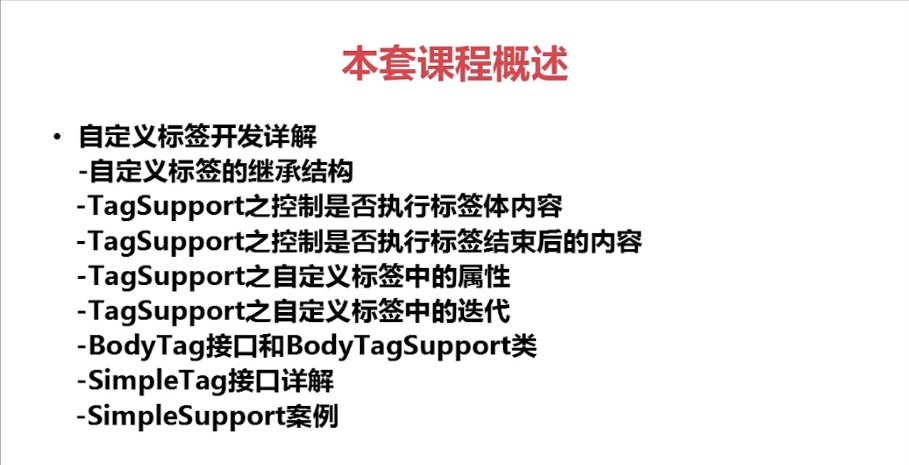 本套课程概述
• 自定义标签开发详解
-自定义标签的继承结构
-TagSupport之控制是否执行标签体内容
-TagSupport之控制是否执行标签结束后的内容
-TagSupport之自定义标签中的属性
-TagSupport之自定义标签中的迭代
-BodyTag接口和BodyTagSupport类
-SimpleTag接口详解
-SimpleSupport案例